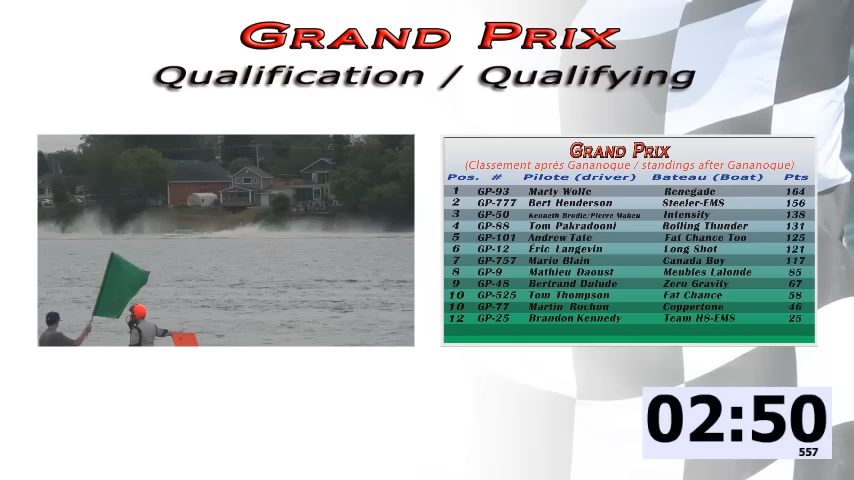 GRAND PRIX
Qualification / Qualifying
GRAND PRIX
(Classement après Gananoque / standings after Gananoque)
Pos. # Pilote (driver) Bateau (Boat) Pts
1 GP-93 Marty Wolfe Renegade 164
2 GP-777 Bert Henderson Steeler-EMS 156
3 GP-50 Kenneth Brodie/Pierre Maheu Intensity 138
4 GP-88 Tom Pakradooni Rolling Thunder 131
5 GP-101 Andrew Tate Fat Chance Too 125
6 GP-12 Éric Langevin Long Shot 121
7 GP-757 Mario Blain Canada Boy 117
8 GP-9 Mathieu Daoust Meubles Lalonde 85
9 GP-48 Bertrand Dulude Zero Gravity 67
10 GP-525 Tom Thompson Fat Chance 58
10 GP-77 Martin Rochon Coppertone 46
12 GP-25 Brandon Kennedy Team HS-EMS 25
02:50
557